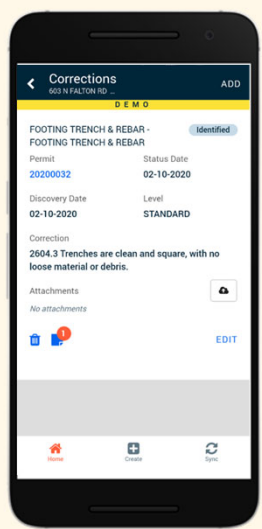 Corrections
603 N FALTON RD ...
ADD
DEMO
FOOTING TRENCH & REBAR -
FOOTING TRENCH & REBAR
Identified
Permit
Status Date
20200032
02-10-2020
Discovery Date
Level
02-10-2020
STANDARD
Correction
2604.3 Trenches are clean and square, with no
loose material or debris.
Attachments
No attachments
1
EDIT
Home
Create
Sync